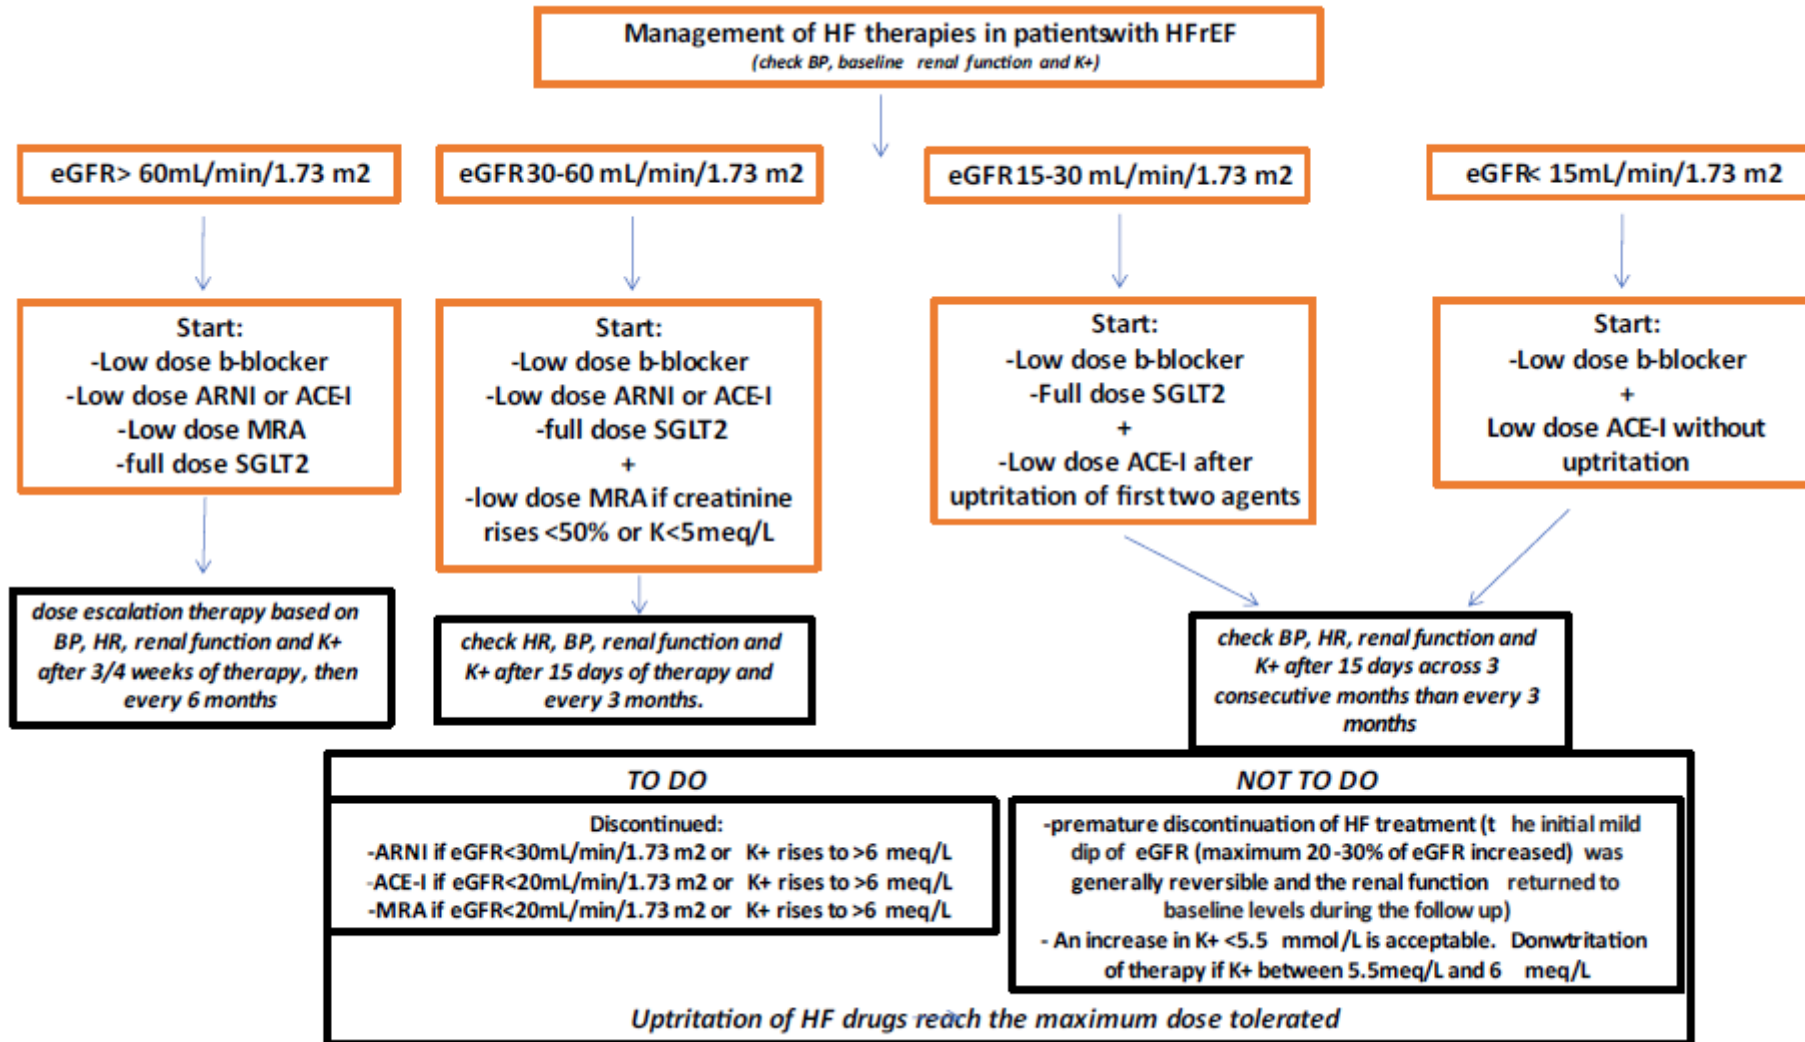 Management of HF therapies in patientswith HFrEF
(check BP, baseline renal function and K+)
eGFR> 60mL/min/1.73 m2
eGFR30-60 mL/min/1.73 m2
eGFR15-30 mL/min/1.73 m2
eGFR< 15mL/min/1.73 m2
Start:
-Low dose b-blocker
-Low dose ARNI or ACE-I
-Low dose MRA
-full dose SGLT2
Start:
-Low dose b-blocker
-Low dose ARNI or ACE-I
-full dose SGLT2
+
-low dose MRA if creatinine
rises <50% or K<5meq/L
Start:
-Low dose b-blocker
-Full dose SGLT2
+
-Low dose ACE-I after
uptritation of first two agents
Start:
-Low dose b-blocker
+
Low dose ACE-I without
uptritation
dose escalation therapy based on
BP, HR, renal function and K+
after 3/4 weeks of therapy, then
every 6 months
check HR, BP, renal function and
K+ after 15 days of therapy and
every 3 months.
check BP, HR, renal function and
K+ after 15 days across 3
consecutive months than every 3
months
TO DO
Discontinued:
-ARNI if eGFR<30mL/min/1.73 m2 or K+ rises to >6 meq/L
-ACE-I if eGFR<20mL/min/1.73 m2 or K+ rises to >6 meq/L
-MRA if eGFR<20mL/min/1.73 m2 or K+ rises to >6 meq/L
NOT TO DO
-premature discontinuation of HF treatment (t he initial mild
dip of eGFR (maximum 20-30% of eGFR increased) was
generally reversible and the renal function returned to
baseline levels during the follow up)
- An increase in K+ <5.5 mmol/L is acceptable. Donwtritation
of therapy if K+ between 5.5meq/L and 6 meq/L
Uptritation of HF drugs reach the maximum dose tolerated